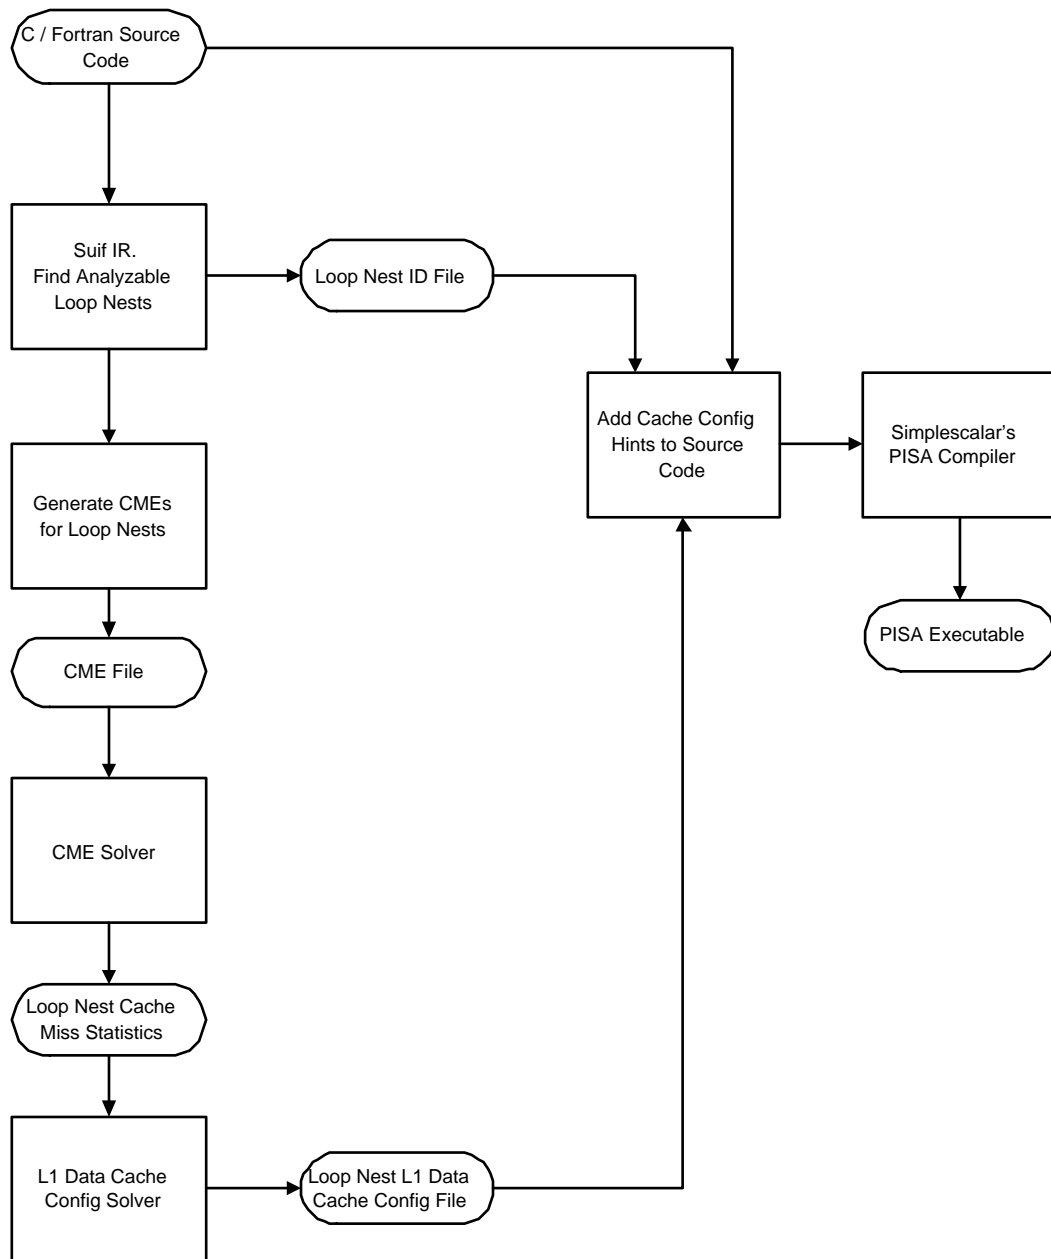 C / Fortran Source
Code
Suif IR.
Find Analyzable
Loop Nests
Loop Nest ID File
Add Cache Config
Hints to Source
Code
Simplescalar's
PISA Compiler
Generate CMEs
for Loop Nests
PISA Executable
CME File
CME Solver
Loop Nest Cache
Miss Statistics
L1 Data Cache
Config Solver
Loop Nest L1 Data
Cache Config File